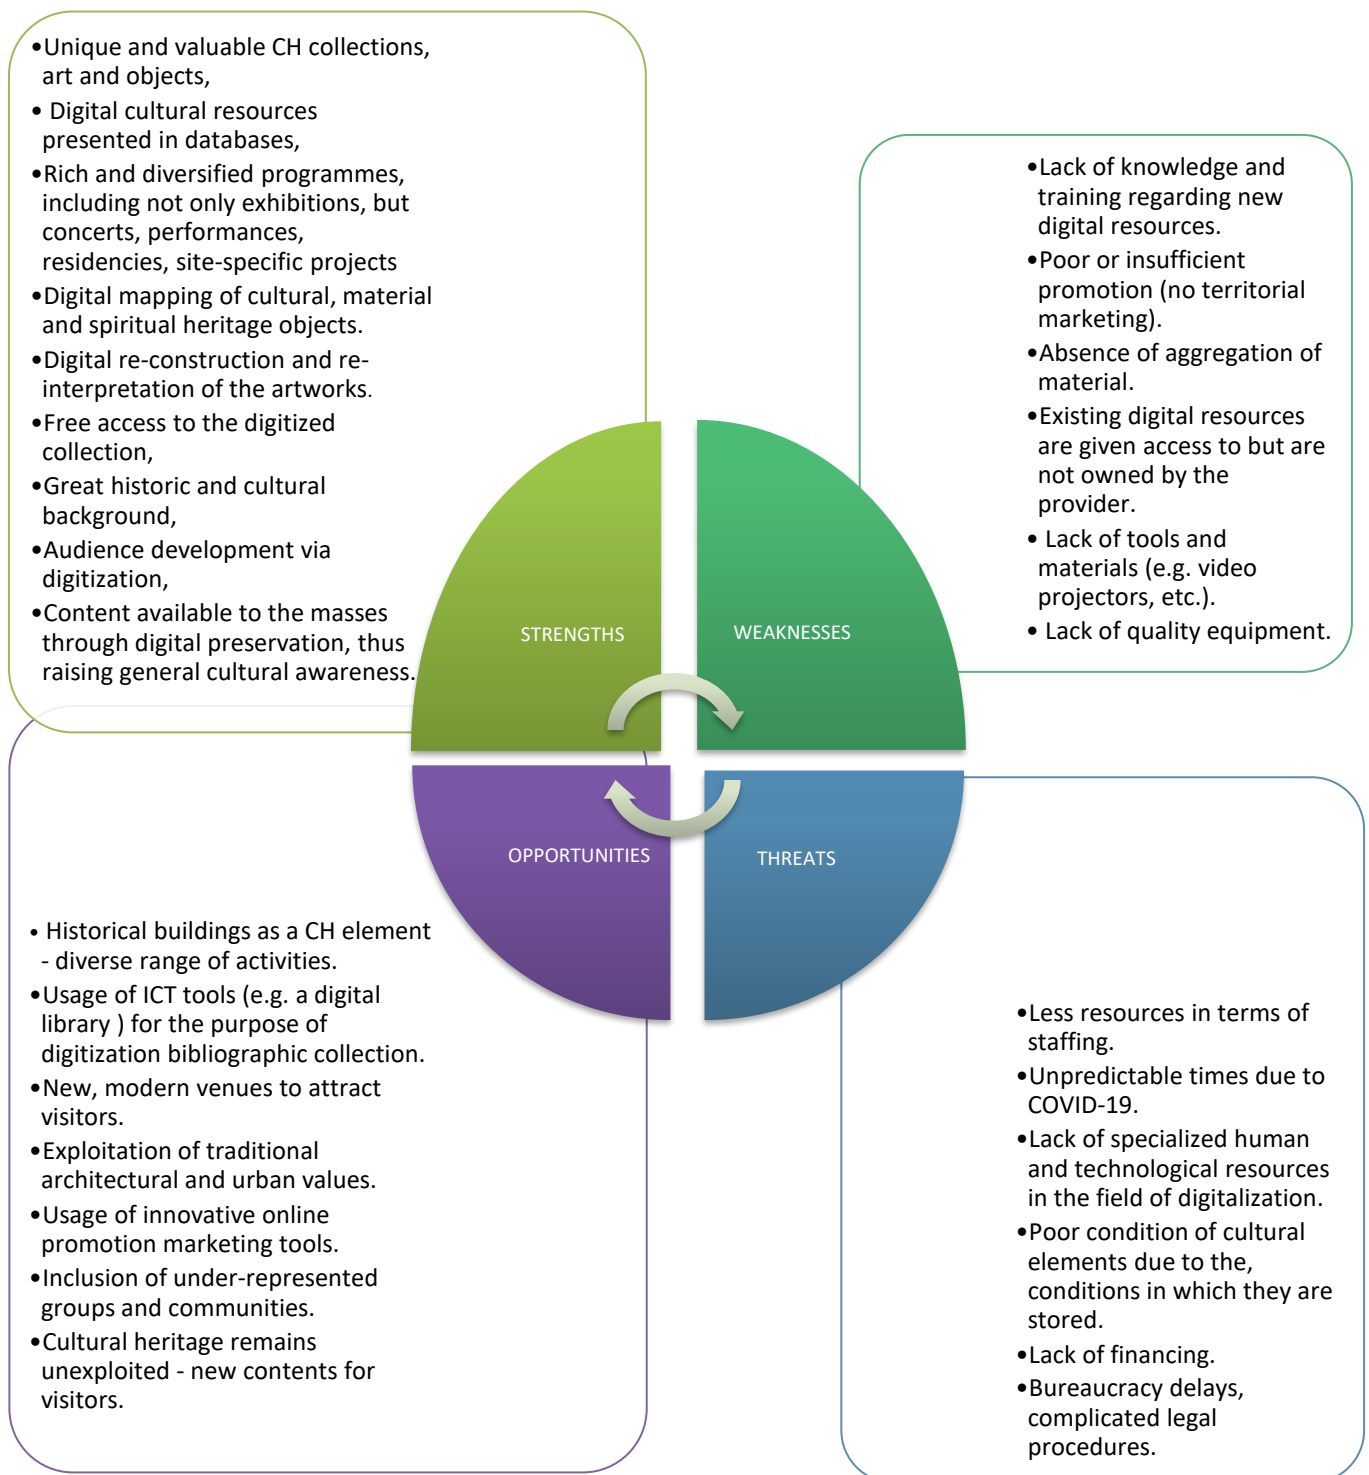 •Unique and valuable CH collections,
art and objects,
• Digital cultural resources
presented in databases,
•Rich and diversified programmes,
including not only exhibitions, but
concerts, performances,
residencies, site-specific projects
•Digital mapping of cultural, material
and spiritual heritage objects.
•Digital re-construction and re-
interpretation of the artworks.
•Free access to the digitized
collection,
•Great historic and cultural
background,
•Audience development via
digitization,
•Content available to the masses
through digital preservation, thus
raising general cultural awareness.
STRENGTHS
•Lack of knowledge and
training regarding new
digital resources.
•Poor or insufficient
promotion (no territorial
marketing).
•Absence of aggregation of
material.
•Existing digital resources
are given access to but are
not owned by the
provider.
• Lack of tools and
materials (e.g. video
projectors, etc.).
• Lack of quality equipment.
WEAKNESSES
OPPORTUNITIES
• Historical buildings as a CH element
- diverse range of activities.
•Usage of ICT tools (e.g. a digital
library ) for the purpose of
digitization bibliographic collection.
•New, modern venues to attract
visitors.
•Exploitation of traditional
architectural and urban values.
•Usage of innovative online
promotion marketing tools.
•Inclusion of under-represented
groups and communities.
•Cultural heritage remains
unexploited - new contents for
visitors.
THREATS
•Less resources in terms of
staffing.
•Unpredictable times due to
COVID-19.
•Lack of specialized human
and technological resources
in the field of digitalization.
•Poor condition of cultural
elements due to the,
conditions in which they are
stored.
•Lack of financing.
•Bureaucracy delays,
complicated legal
procedures.